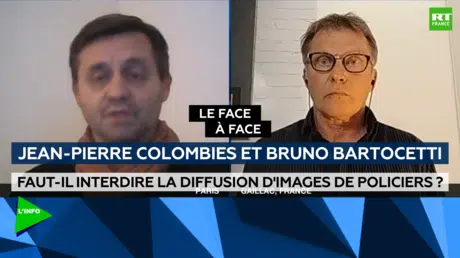 RT
FRANCE
LE FACE
À FACE
JEAN-PIERRE COLOMBIES ET BRUNO BARTOCETTI
FAUT-IL INTERDIRE LA DIFFUSION D'IMAGES DE POLICIERS ?
PARIS GAILLAC, FRANCE
L'INFO